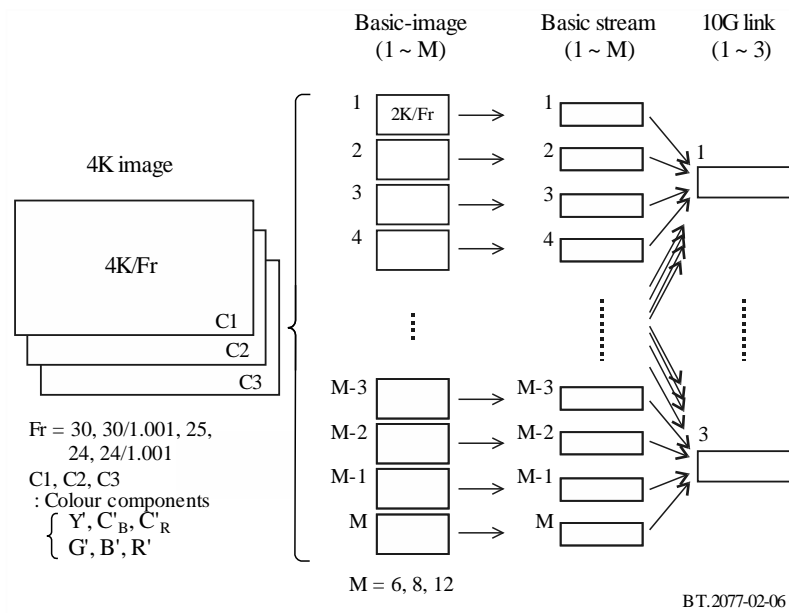 Basic-image
(1 ~ M)
Basic stream
(1 ~ M)
10G link
(1 ~ 3)
4K image
4K/Fr
C1
C2
C3
Fr = 30, 30/1.001, 25,
24, 24/1.001
C1, C2, C3
: Colour components
Y', C'B, C'R
G', B', R'
1
2K/Fr
2
3
4
M-3
M-2
M-1
M
M = 6, 8, 12
1
2
3
4
M-3
M-2
M-1
M
1
3
BT.2077-02-06